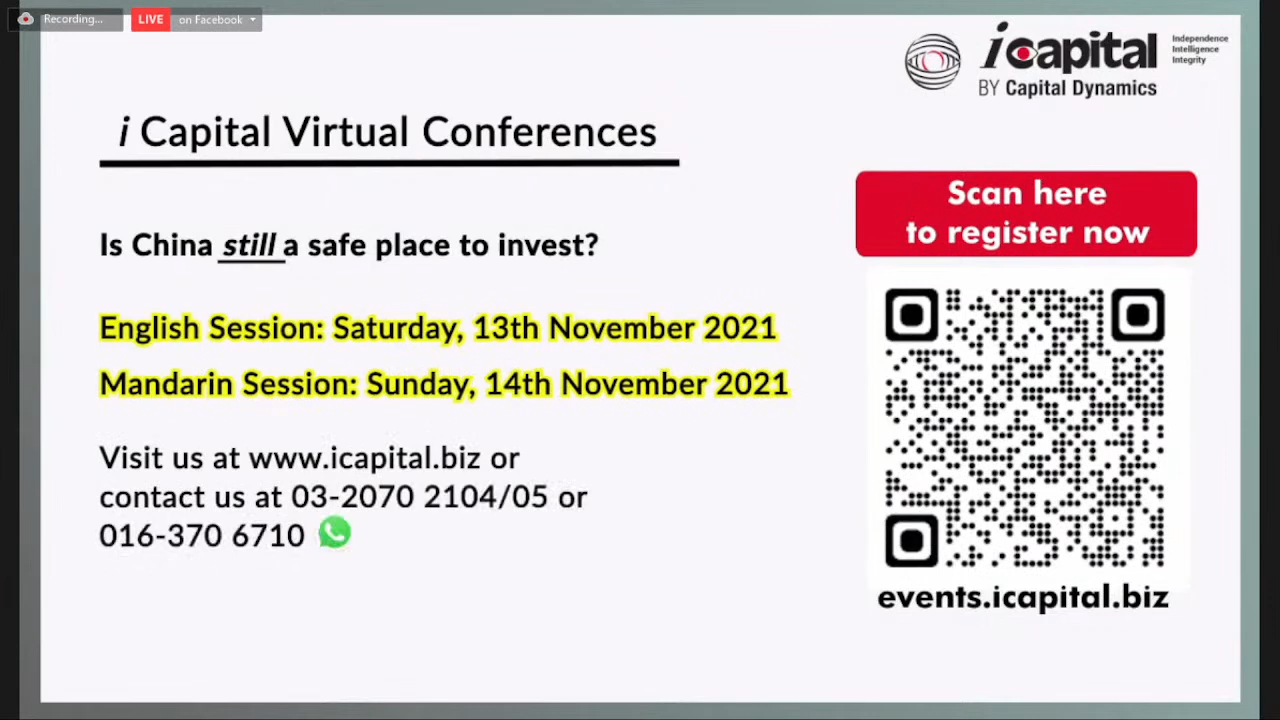 Recording...
LIVE on Facebook
i capital
BY Capital Dynamics
Independence
Intelligence
Integrity
i Capital Virtual Conferences
Is China still a safe place to invest?
English Session: Saturday, 13th November 2021
Mandarin Session: Sunday, 14th November 2021
Visit us at www.icapital.biz or
contact us at 03-2070 2104/05 or
016-370 6710
Scan here
to register now
events.icapital.biz